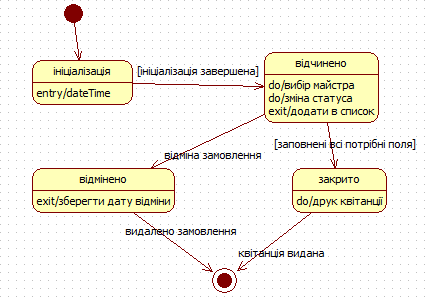 ініціалізація
entry/dateTime
[ініціалізація завершена]
відчинено
do/вибір майстра
do/зміна статуса
exit/додати в список
[заповнені всі потрібні поля]
відміна замовлення
відмінено
exit/зберегти дату відміни
закрито
do/друк квітанції
видалено замовлення
квітанція видана